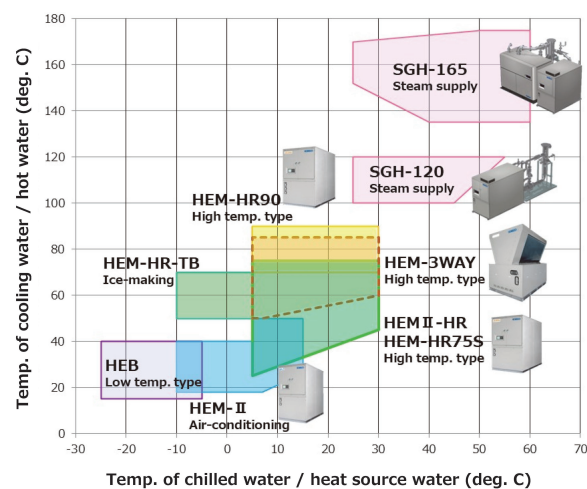 Temp. of cooling water / hot water (deg. C)
180
160
140
120
100
80
60
40
20
0
-30
-20
-10
0
10
20
30
40
50
60
70
Temp. of chilled water / heat source water (deg. C)
SGH-165
Steam supply
SGH-120
Steam supply
HEM-HR90
High temp. type
HEM-HR-TB
Ice-making
HEM-3WAY
High temp. type
HEMⅡ-HR
HEM-HR75S
High temp. type
HEB
Low temp. type
HEM-Ⅱ
Air-conditioning